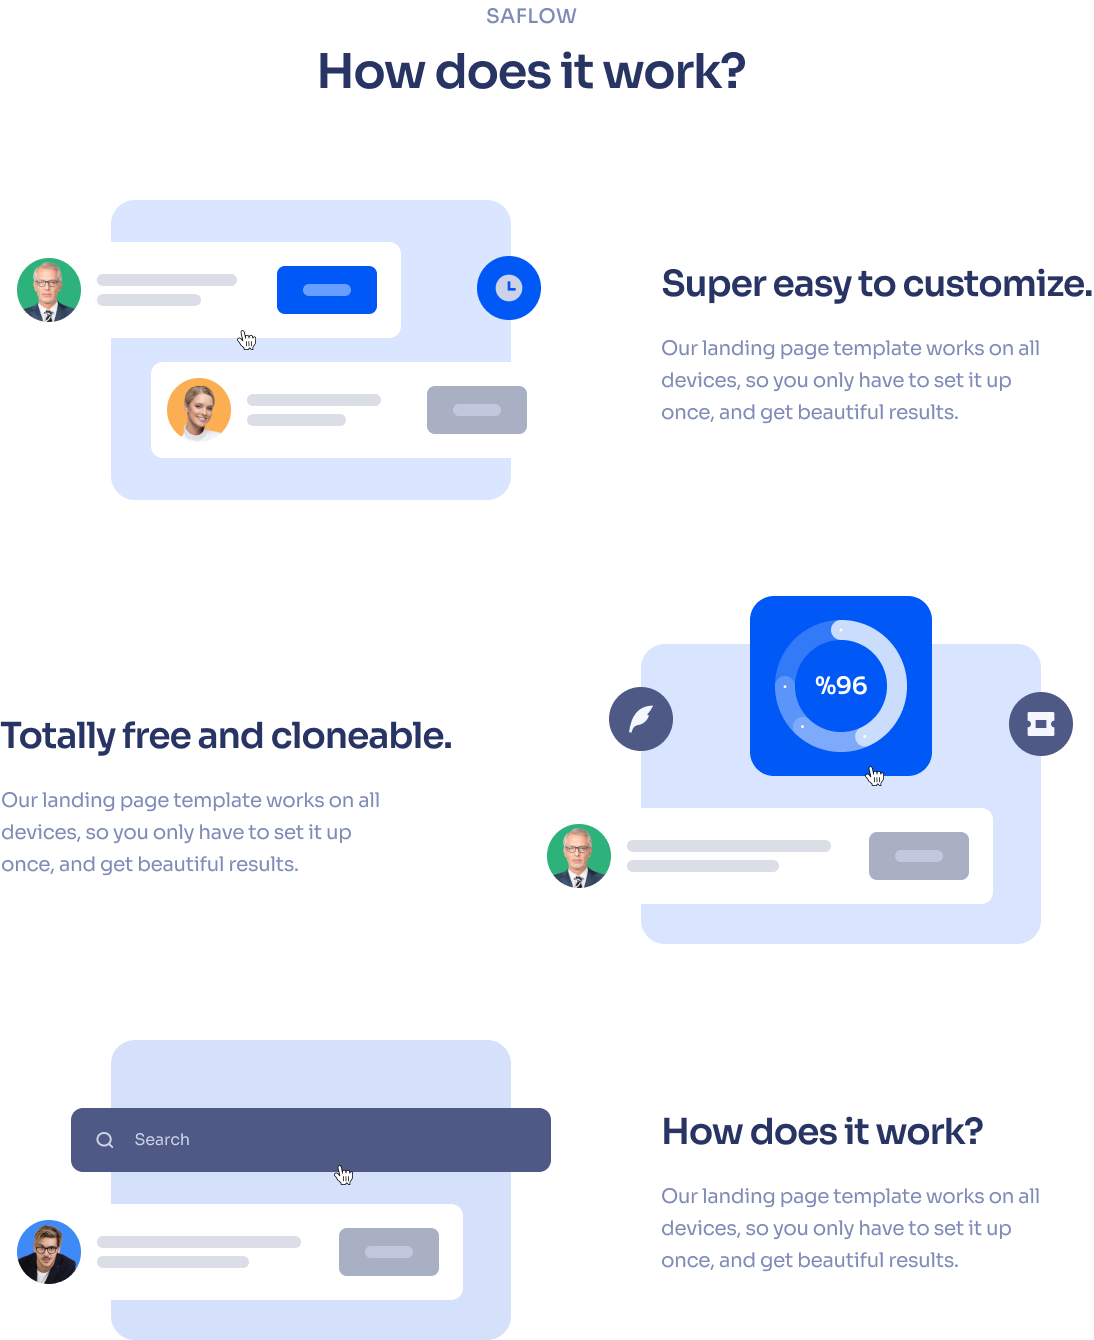 SAFLOW
How does it work?
Super easy to customize.
Our landing page template works on all
devices, so you only have to set it up
once, and get beautiful results.
%96
Totally free and cloneable.
Our landing page template works on all
devices, so you only have to set it up
once, and get beautiful results.
Search
How does it work?
Our landing page template works on all
devices, so you only have to set it up
once, and get beautiful results.